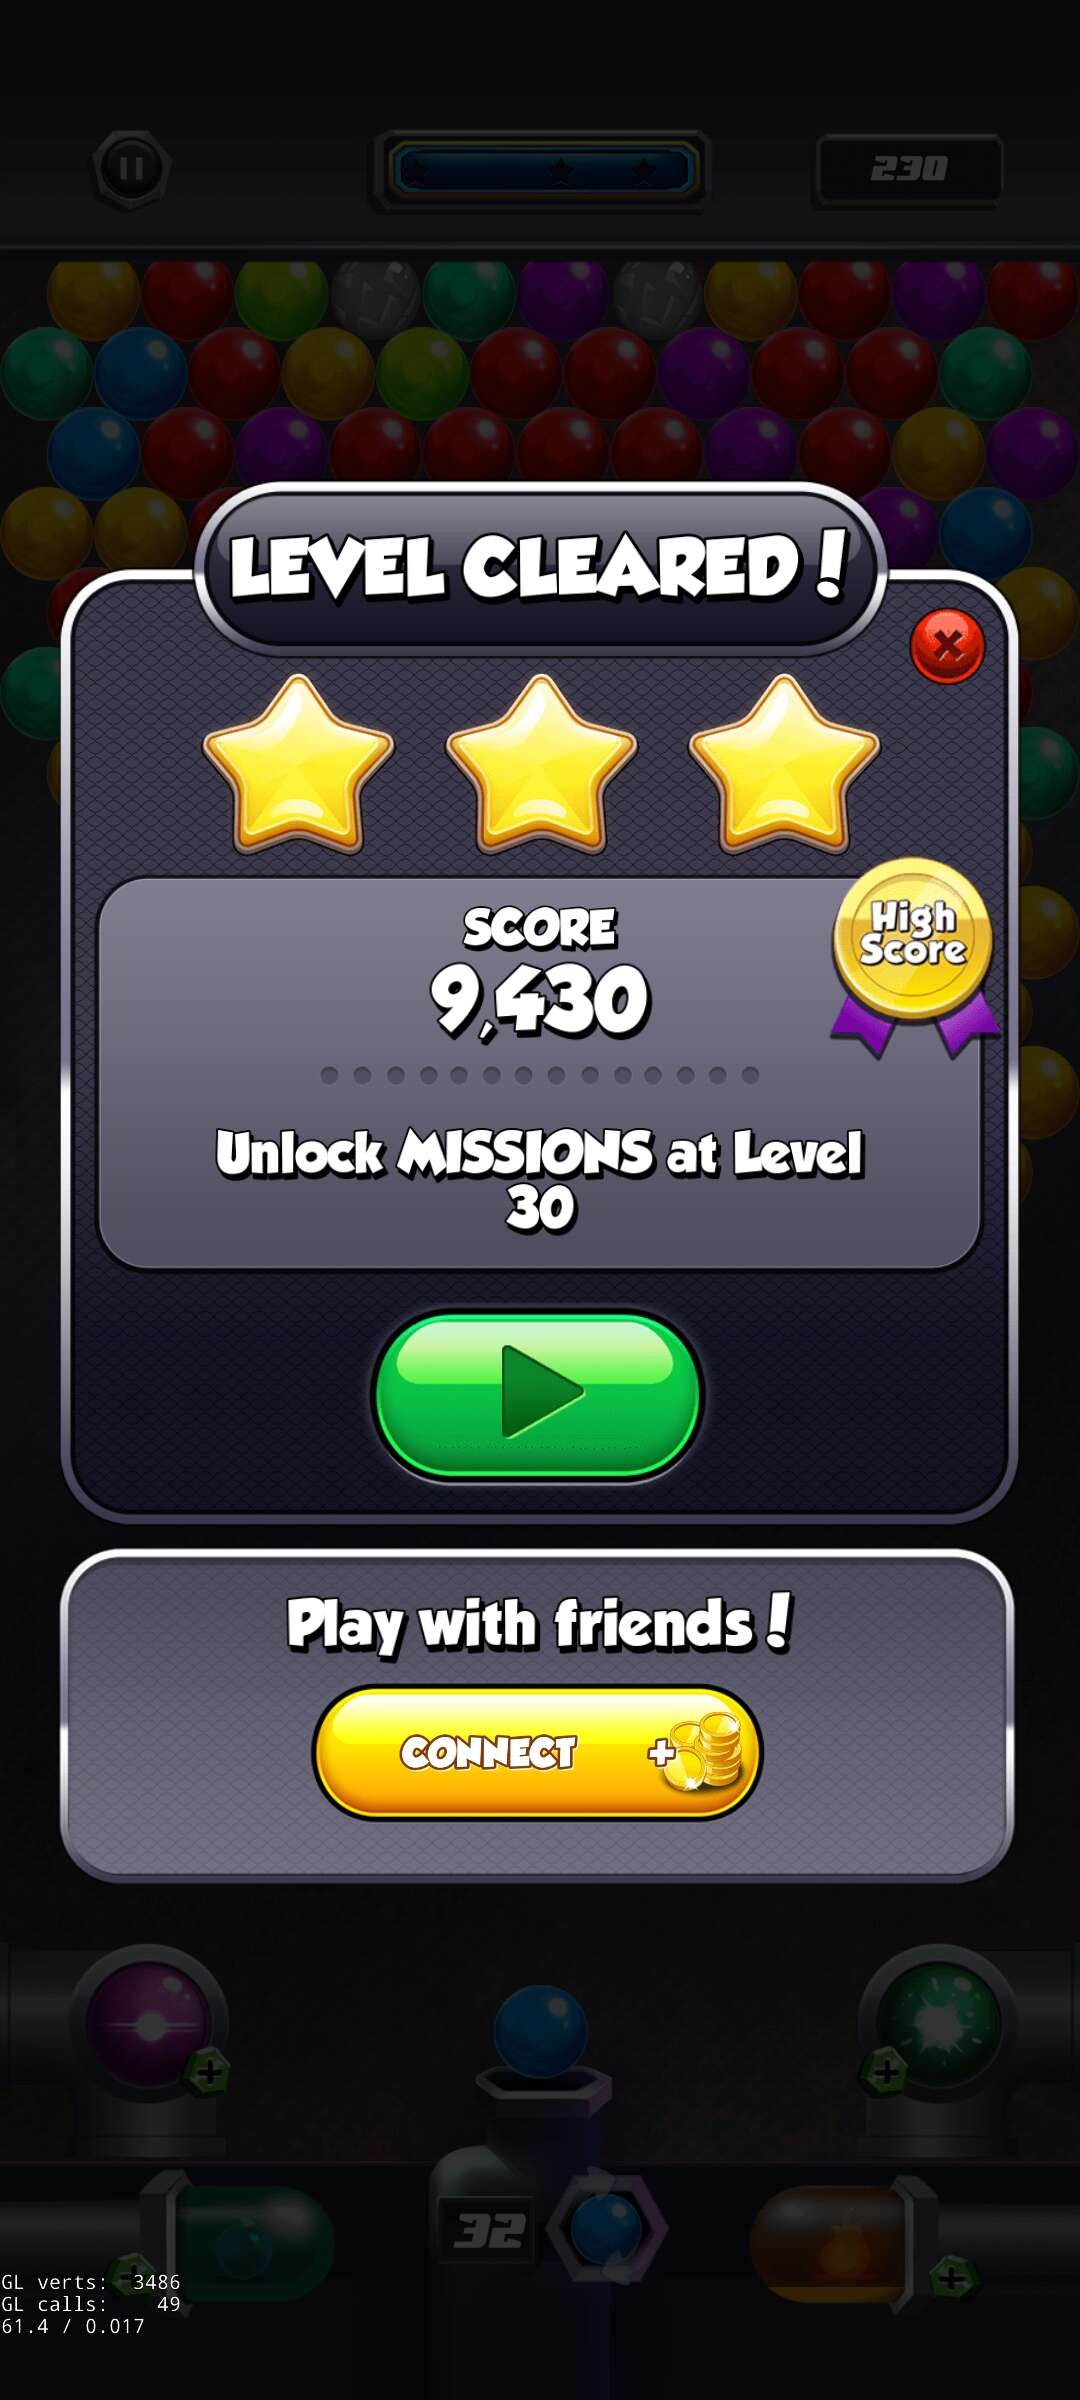 230
LEVEL CLEARED!
High
Score
SCORE
9,430
Unlock MISSIONS at Level
30
Play with friends!
CONNECT +
32
GL verts: 3486
GL calls: 49
61.4 / 0.017